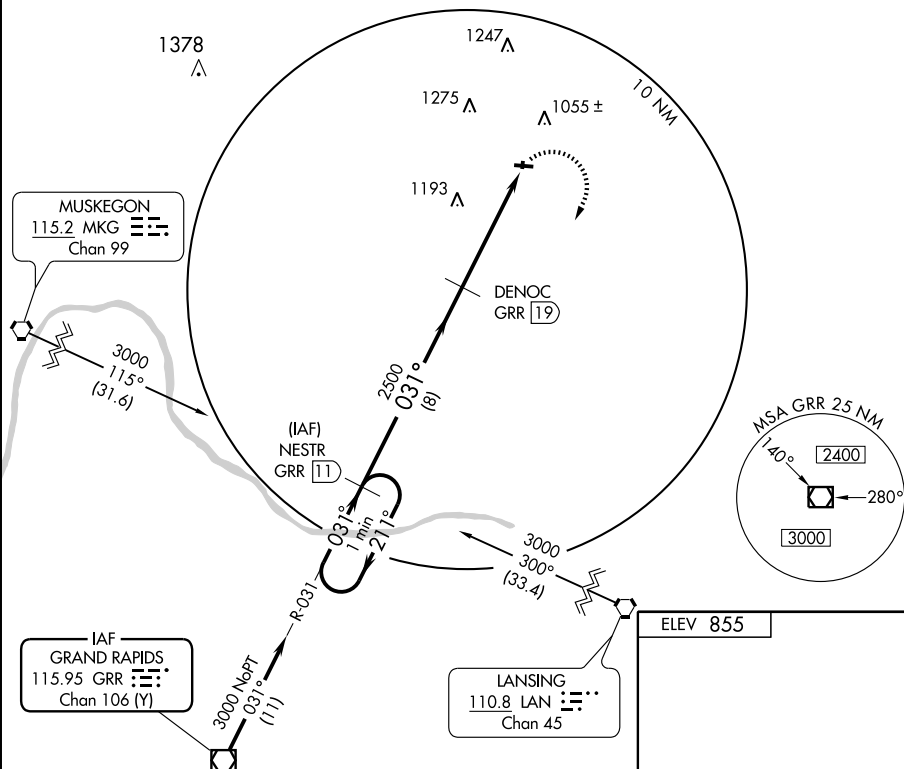 1378
1247
10 NM
1275
1055 ±
1193
MUSKEGON
115.2 MKG
Chan 99
DENOC
GRR 19
3000
115°
(31.6)
2500
031°
(8)
(IAF)
NESTR
GRR 11
MSA GRR 25 NM
140°
2400
280°
3000
031°
1 min
211°
3000
300°
(33.4)
R-031
IAF
GRAND RAPIDS
115.95 GRR
Chan 106 (Y)
3000 NoPT
031°
(11)
LANSING
110.8 LAN
Chan 45
ELEV 855